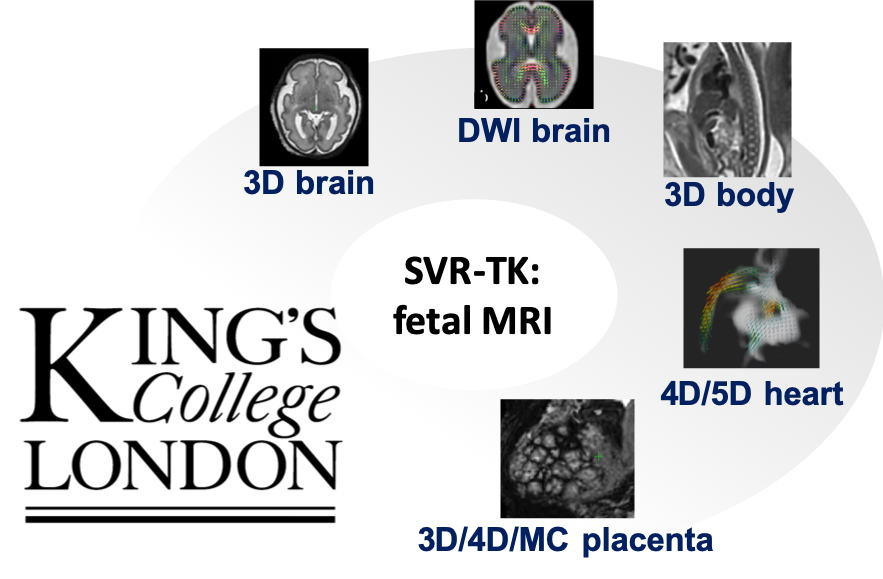 DWI brain
3D brain
3D body
SVR-TK:
fetal MRI
KING'S
College
LONDON
4D/5D heart
3D/4D/MC placenta